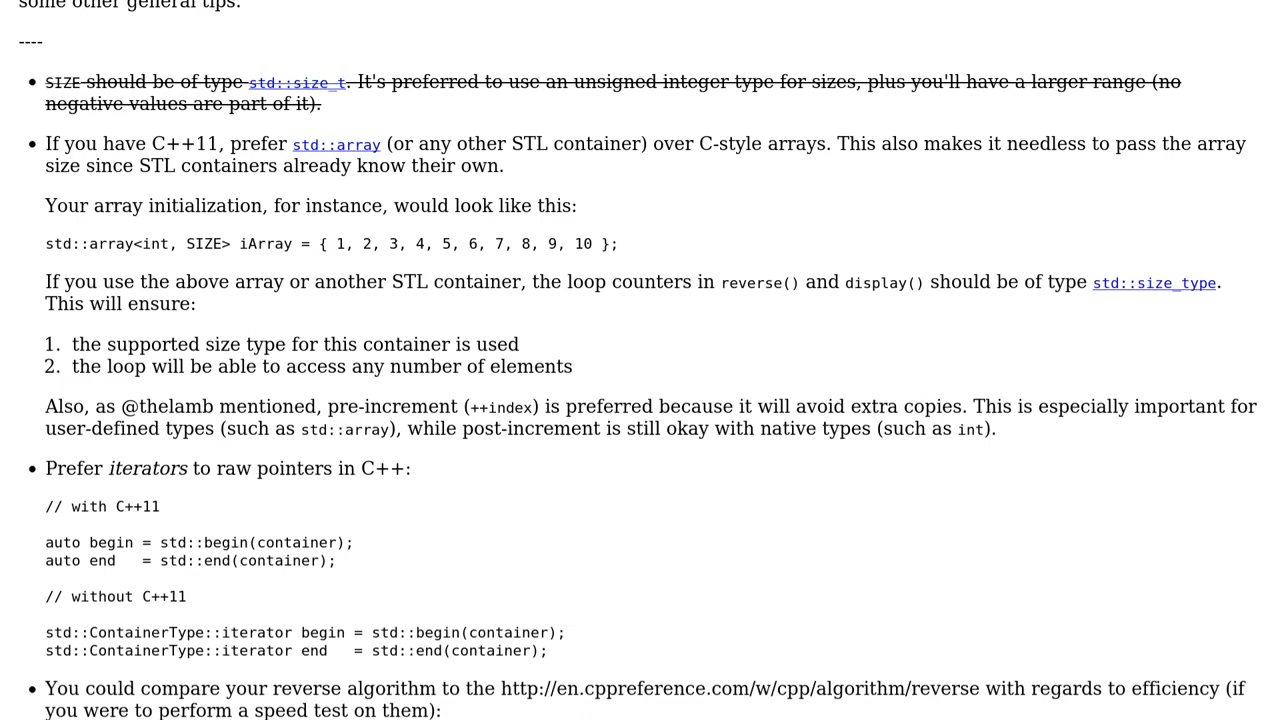 some other general tips.
----
SIZE should be of type std::size_t. It's preferred to use an unsigned integer type for sizes, plus you'll have a larger range (no
negative values are part of it).
If you have C++11, prefer std::array (or any other STL container) over C-style arrays. This also makes it needless to pass the array
size since STL containers already know their own.
Your array initialization, for instance, would look like this:
std::array<int, SIZE> iArray = { 1, 2, 3, 4, 5, 6, 7, 8, 9, 10 };
If you use the above array or another STL container, the loop counters in reverse() and display() should be of type std::size_type.
This will ensure:
1. the supported size type for this container is used
2. the loop will be able to access any number of elements
Also, as @thelamb mentioned, pre-increment (++index) is preferred because it will avoid extra copies. This is especially important for
user-defined types (such as std::array), while post-increment is still okay with native types (such as int).
Prefer iterators to raw pointers in C++:
// with C++11
auto begin = std::begin(container);
auto end   = std::end(container);
// without C++11
std::ContainerType::iterator begin = std::begin(container);
std::ContainerType::iterator end   = std::end(container);
You could compare your reverse algorithm to the http://en.cppreference.com/w/cpp/algorithm/reverse with regards to efficiency (if
you were to perform a speed test on them):